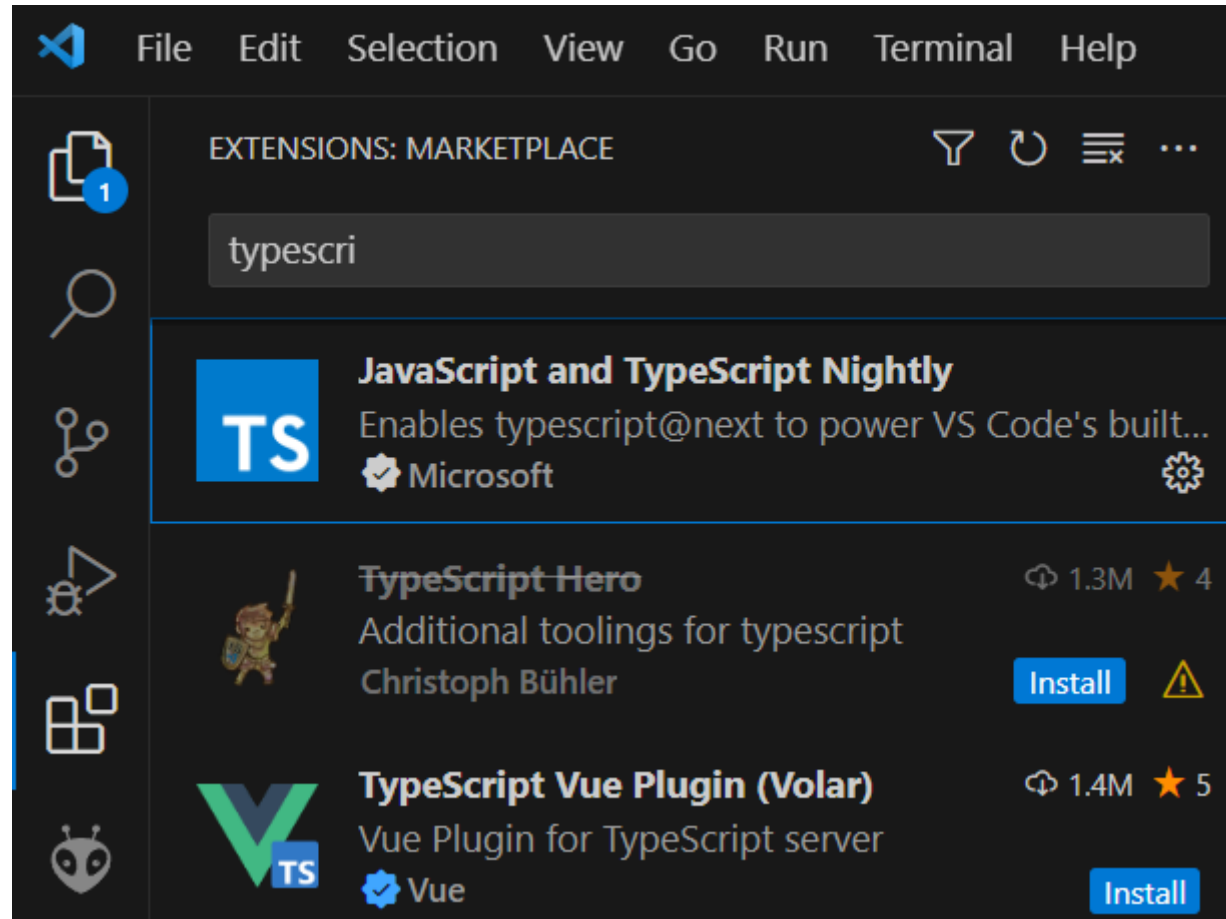 File Edit Selection View Go Run Terminal Help
EXTENSIONS: MARKETPLACE
1
typescri
JavaScript and TypeScript Nightly
TS
Enables typescript@next to power VS Code's built...
Microsoft
TypeScript Hero 1.3M 4
Additional toolings for typescript
Christoph Bühler Install
TypeScript Vue Plugin (Volar) 1.4M 5
Vue Plugin for TypeScript server
TS
Vue Install